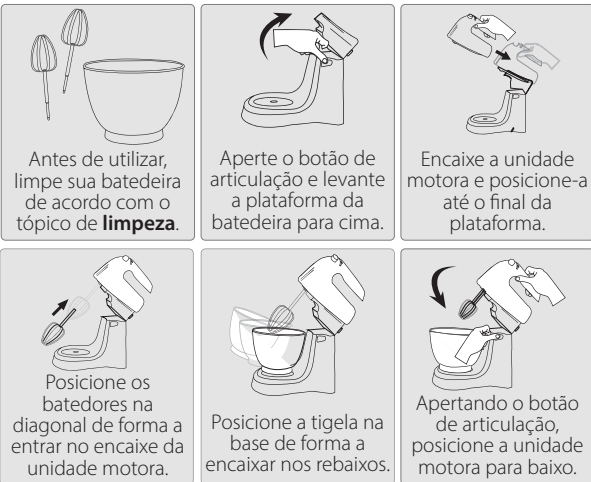 Antes de utilizar,
limpe sua batedeira
de acordo com o
tópico de limpeza.
Aperte o botão de
articulação e levante
a plataforma da
batedeira para cima.
Encaixe a unidade
motora e posicione-a
até o final da
plataforma.
Posicione os
batedores na
diagonal de forma a
entrar no encaixe da
unidade motora.
Posicione a tigela na
base de forma a
encaixar nos rebaixos.
Apertando o botão
de articulação,
posicione a unidade
motora para baixo.